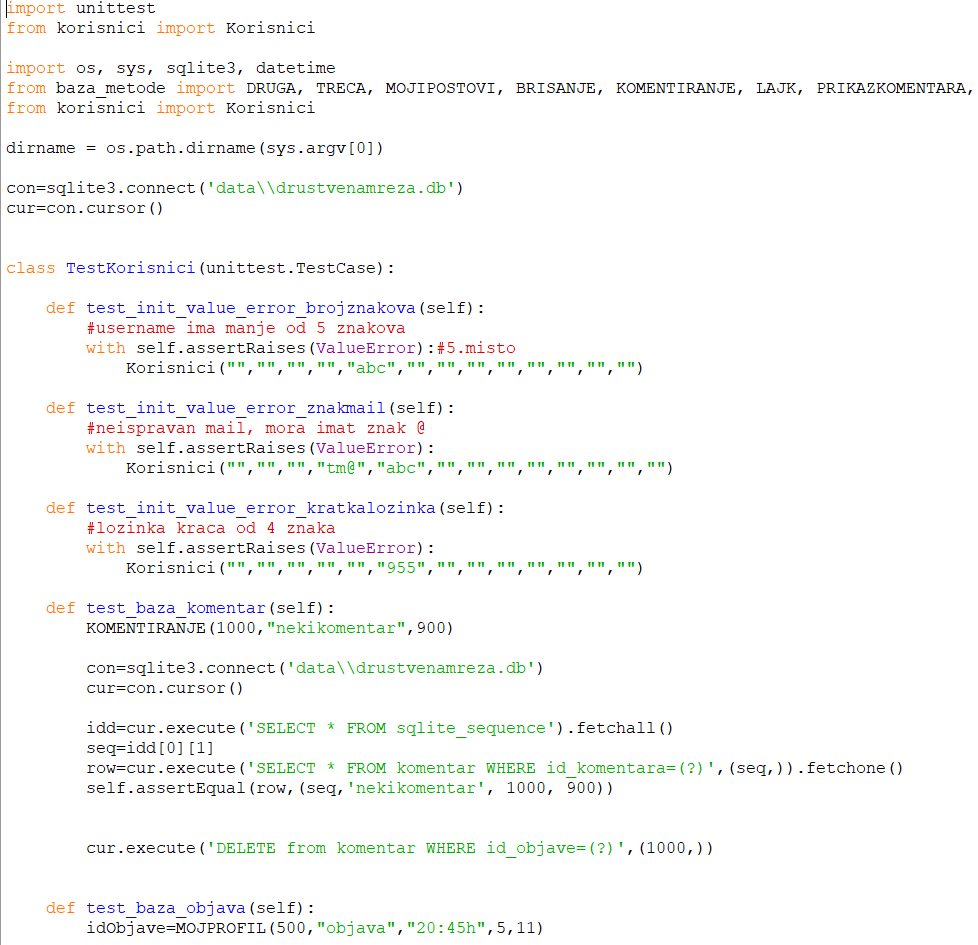 import unittest
from korisnici import Korisnici
import os, sys, sqlite3, datetime
from baza_metode import DRUGA, TRECA, MOJIPOSTOVI, BRISANJE, KOMENTIRANJE, LAJK, PRIKAZKOMENTARA,
from korisnici import Korisnici
dirname = os.path.dirname(sys.argv[0])
con=sqlite3.connect('data\\drustvenamreza.db')
cur=con.cursor()
class TestKorisnici(unittest.TestCase):
    def test_init_value_error_brojznakova(self):
        #username ima manje od 5 znakova
        with self.assertRaises(ValueError):#5.misto
            Korisnici("","","","","abc","","","","","","","","")
    def test_init_value_error_znakmail(self):
        #neispravan mail, mora imat znak @
        with self.assertRaises(ValueError):
            Korisnici("","","","tm@","abc","","","","","","","","")
    def test_init_value_error_kratkalozinka(self):
        #lozinka kraca od 4 znaka
        with self.assertRaises(ValueError):
            Korisnici("","","","","","955","","","","","","","")
    def test_baza_komentar(self):
        KOMENTIRANJE(1000,"nekikomentar",900)
        con=sqlite3.connect('data\\drustvenamreza.db')
        cur=con.cursor()
        idd=cur.execute('SELECT * FROM sqlite_sequence').fetchall()
        seq=idd[0][1]
        row=cur.execute('SELECT * FROM komentar WHERE id_komentara=(?)',(seq,)).fetchone()
        self.assertEqual(row,(seq,'nekikomentar', 1000, 900))
        cur.execute('DELETE from komentar WHERE id_objave=(?)',(1000,))
    def test_baza_objava(self):
        idObjave=MOJPROFIL(500,"objava","20:45h",5,11)